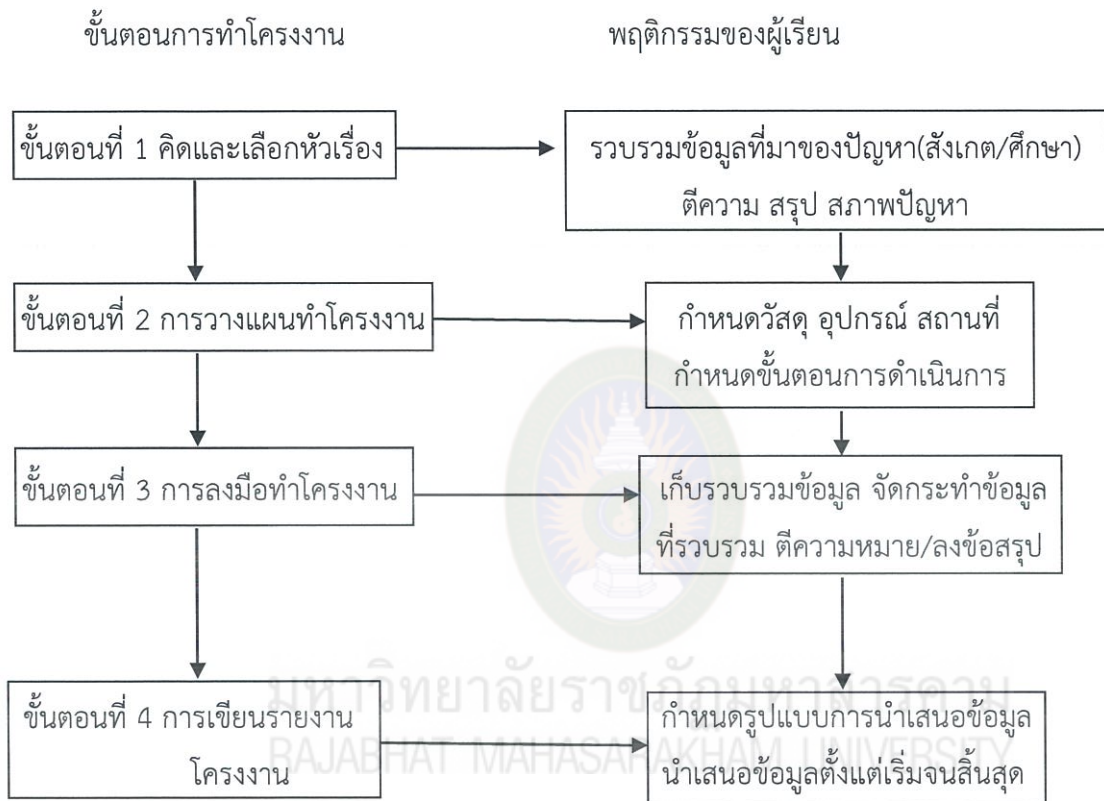 ขั้นตอนการทำโครงงาน
พฤติกรรมของผู้เรียน
ขั้นตอนที่ 1 คิดและเลือกหัวเรื่อง
รวบรวมข้อมูลที่มาของปัญหา(สังเกต/ศึกษา)
ตีความ สรุป สภาพปัญหา
ขั้นตอนที่ 2 การวางแผนทำโครงงาน
กำหนดวัสดุ อุปกรณ์ สถานที่
กำหนดขั้นตอนการดำเนินการ
ขั้นตอนที่ 3 การลงมือทำโครงงาน
เก็บรวบรวมข้อมูล จัดกระทำข้อมูล
ที่รวบรวม ตีความหมาย/ลงข้อสรุป
ขั้นตอนที่ 4 การเขียนรายงาน
โครงงาน
กำหนดรูปแบบการนำเสนอข้อมูล
นำเสนอข้อมูลตั้งแต่เริ่มจนสิ้นสุด
มหาวิทยาลัยราชภัฏมหาสารคาม
RAJABHAT MAHASARAKHAM UNIVERSITY